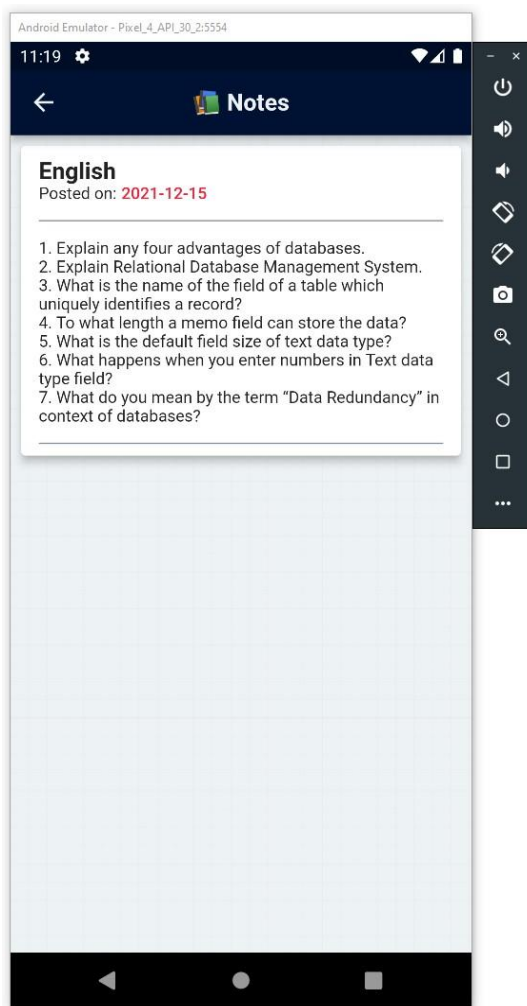 Android Emulator - Pixel_4_API_30_2:5554
11:19
Notes
English
Posted on: 2021-12-15
1. Explain any four advantages of databases.
2. Explain Relational Database Management System.
3. What is the name of the field of a table which
uniquely identifies a record?
4. To what length a memo field can store the data?
5. What is the default field size of text data type?
6. What happens when you enter numbers in Text data
type field?
7. What do you mean by the term “Data Redundancy” in
context of databases?